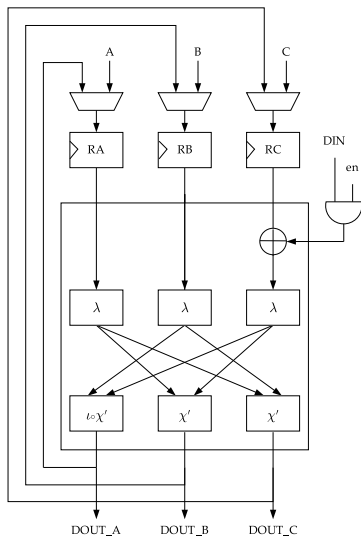 A B C
RA RB RC
DIN
en
λ λ λ
ι∘χ′ χ′ χ′
DOUT_A DOUT_B DOUT_C